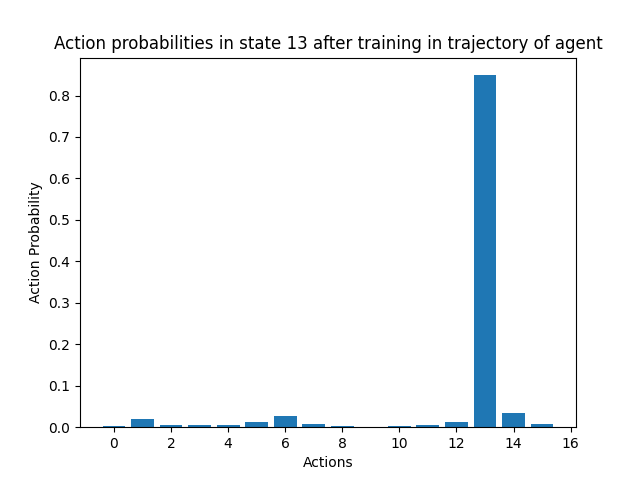 Action probabilities in state 13 after training in trajectory of agent
Action Probability
0.8
0.7
0.6
0.5
0.4
0.3
0.2
0.1
0.0
0 2 4 6 8 10 12 14 16
Actions